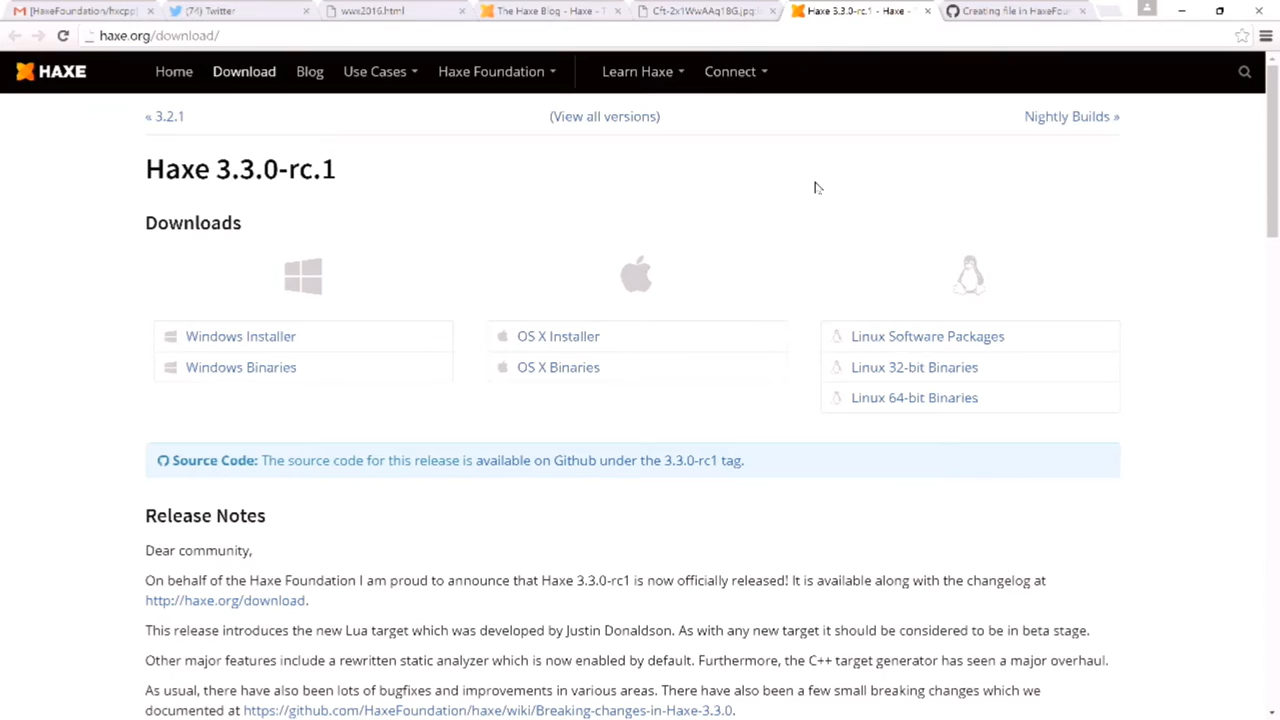 [HaxeFoundation/hxcpp]
(74) Twitter
wwx2016.html
The Haxe Blog - Haxe - T
Cft-2x1WwAAq18G.jpg:
Haxe 3.3.0-rc.1 - Haxe -
Creating file in HaxeFou
haxe.org/download/
HAXE Home Download Blog Use Cases Haxe Foundation Learn Haxe Connect
« 3.2.1 (View all versions) Nightly Builds »
Haxe 3.3.0-rc.1
Downloads
Windows Installer
Windows Binaries
OS X Installer
OS X Binaries
Linux Software Packages
Linux 32-bit Binaries
Linux 64-bit Binaries
Source Code: The source code for this release is available on Github under the 3.3.0-rc1 tag.
Release Notes
Dear community,
On behalf of the Haxe Foundation I am proud to announce that Haxe 3.3.0-rc1 is now officially released! It is available along with the changelog at
http://haxe.org/download.
This release introduces the new Lua target which was developed by Justin Donaldson. As with any new target it should be considered to be in beta stage.
Other major features include a rewritten static analyzer which is now enabled by default. Furthermore, the C++ target generator has seen a major overhaul.
As usual, there have also been lots of bugfixes and improvements in various areas. There have also been a few small breaking changes which we
documented at https://github.com/HaxeFoundation/haxe/wiki/Breaking-changes-in-Haxe-3.3.0.